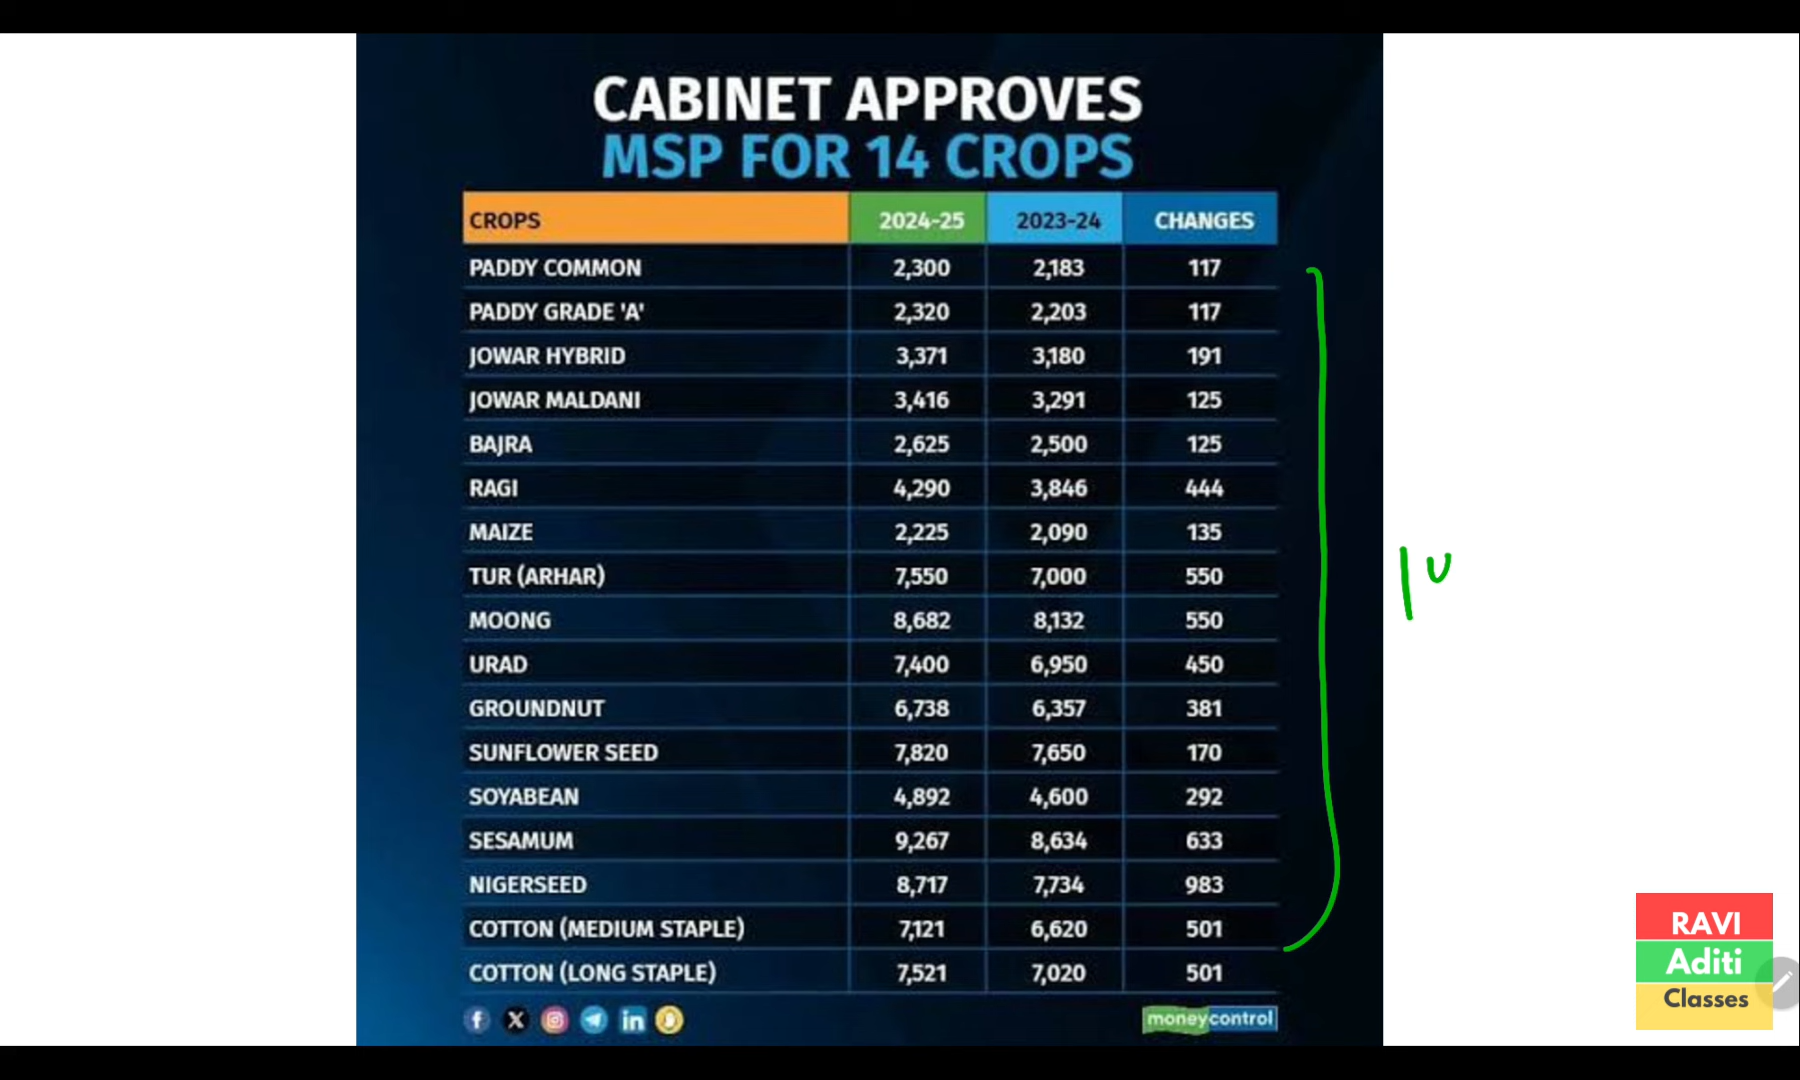 CABINET APPROVES
MSP FOR 14 CROPS
CROPS 2024-25 2023-24 CHANGES
PADDY COMMON 2,300 2,183 117
PADDY GRADE 'A' 2,320 2,203 117
JOWAR HYBRID 3,371 3,180 191
JOWAR MALDANI 3,416 3,291 125
BAJRA 2,625 2,500 125
RAGI 4,290 3,846 444
MAIZE 2,225 2,090 135
TUR (ARHAR) 7,550 7,000 550
MOONG 8,682 8,132 550
URAD 7,400 6,950 450
GROUNDNUT 6,738 6,357 381
SUNFLOWER SEED 7,820 7,650 170
SOYABEAN 4,892 4,600 292
SESAMUM 9,267 8,634 633
NIGERSEED 8,717 7,734 983
COTTON (MEDIUM STAPLE) 7,121 6,620 501
COTTON (LONG STAPLE) 7,521 7,020 501
moneycontrol
RAVI
Aditi
Classes